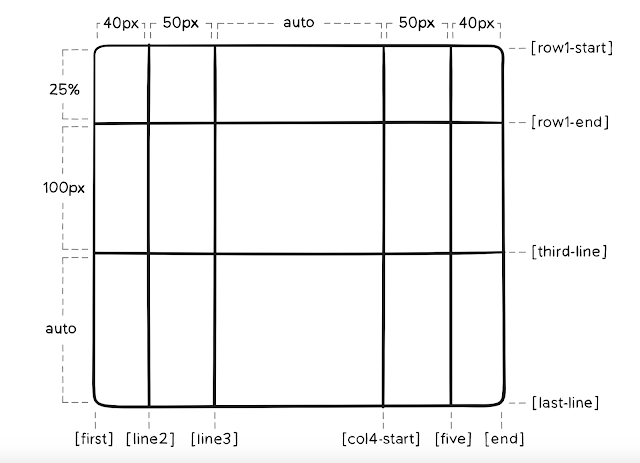 40px 50px auto 50px 40px
[row1-start]
25%
[row1-end]
100px
[third-line]
auto
[last-line]
[first] [line2] [line3] [col4-start] [five] [end]